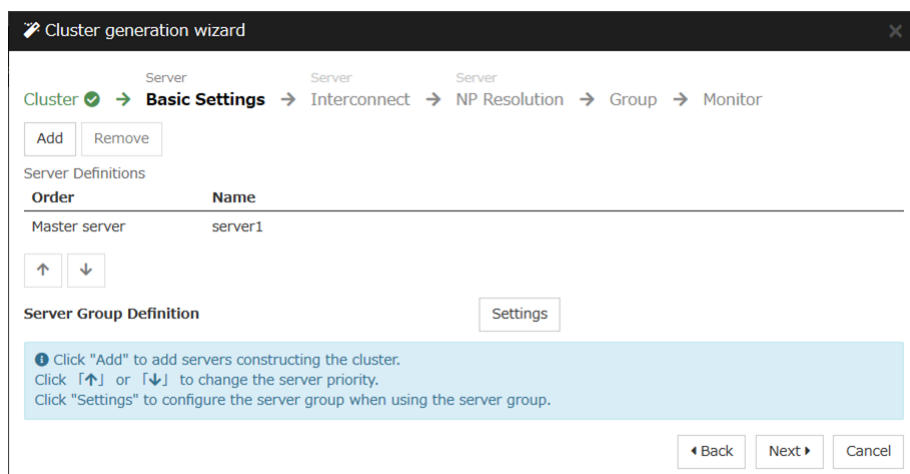 Cluster generation wizard
Server Server Server
Cluster → Basic Settings → Interconnect → NP Resolution → Group → Monitor
Add Remove
Server Definitions
Order Name
Master server server1
↑ ↓
Server Group Definition Settings
Click "Add" to add servers constructing the cluster.
Click 「↑」 or 「↓」 to change the server priority.
Click "Settings" to configure the server group when using the server group.
Back Next Cancel